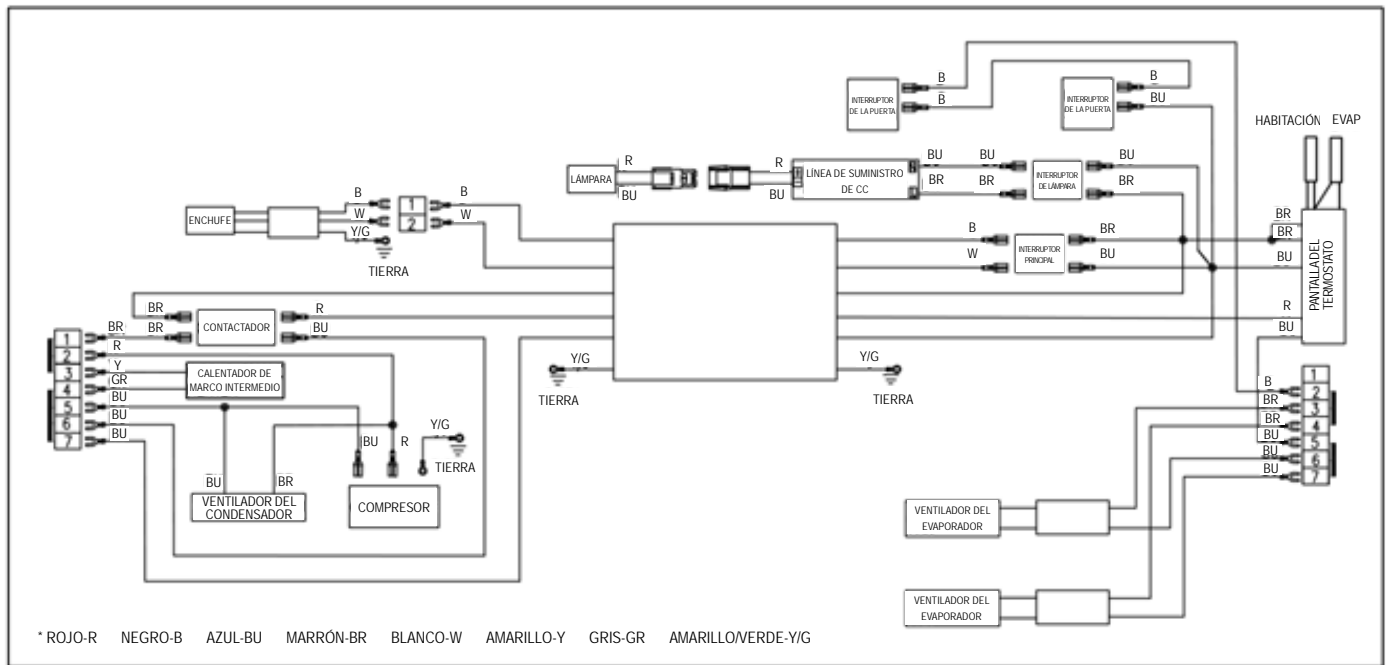 B
B
INTERRUPTOR
DE LA PUERTA
B
BU
INTERRUPTOR
DE LA PUERTA
HABITACIÓN
EVAP
LÁMPARA
R
BU
R
BU
LÍNEA DE SUMINISTRO
DE CC
BU
BR
BU
BR
INTERRUPTOR
DE LÁMPARA
BU
BR
ENCHUFE
B
W
Y/G
TIERRA
1
2
B
W
B
W
INTERRUPTOR
PRINCIPAL
BR
BU
BR
BR
BU
R
BU
PANTALLA DEL
TERMOSTATO
BR
BR
CONTACTADOR
R
BU
1
2
3
4
5
6
7
BR
R
Y
GR
BU
BU
BU
CALENTADOR DE
MARCO INTERMEDIO
Y/G
TIERRA
Y/G
TIERRA
BU
BR
VENTILADOR DEL
CONDENSADOR
BU
R
Y/G
TIERRA
COMPRESOR
B
BR
BR
BU
BU
BU
1
2
3
4
5
6
7
VENTILADOR DEL
EVAPORADOR
VENTILADOR DEL
EVAPORADOR
* ROJO-R NEGRO-B AZUL-BU MARRÓN-BR BLANCO-W AMARILLO-Y GRIS-GR AMARILLO/VERDE-Y/G